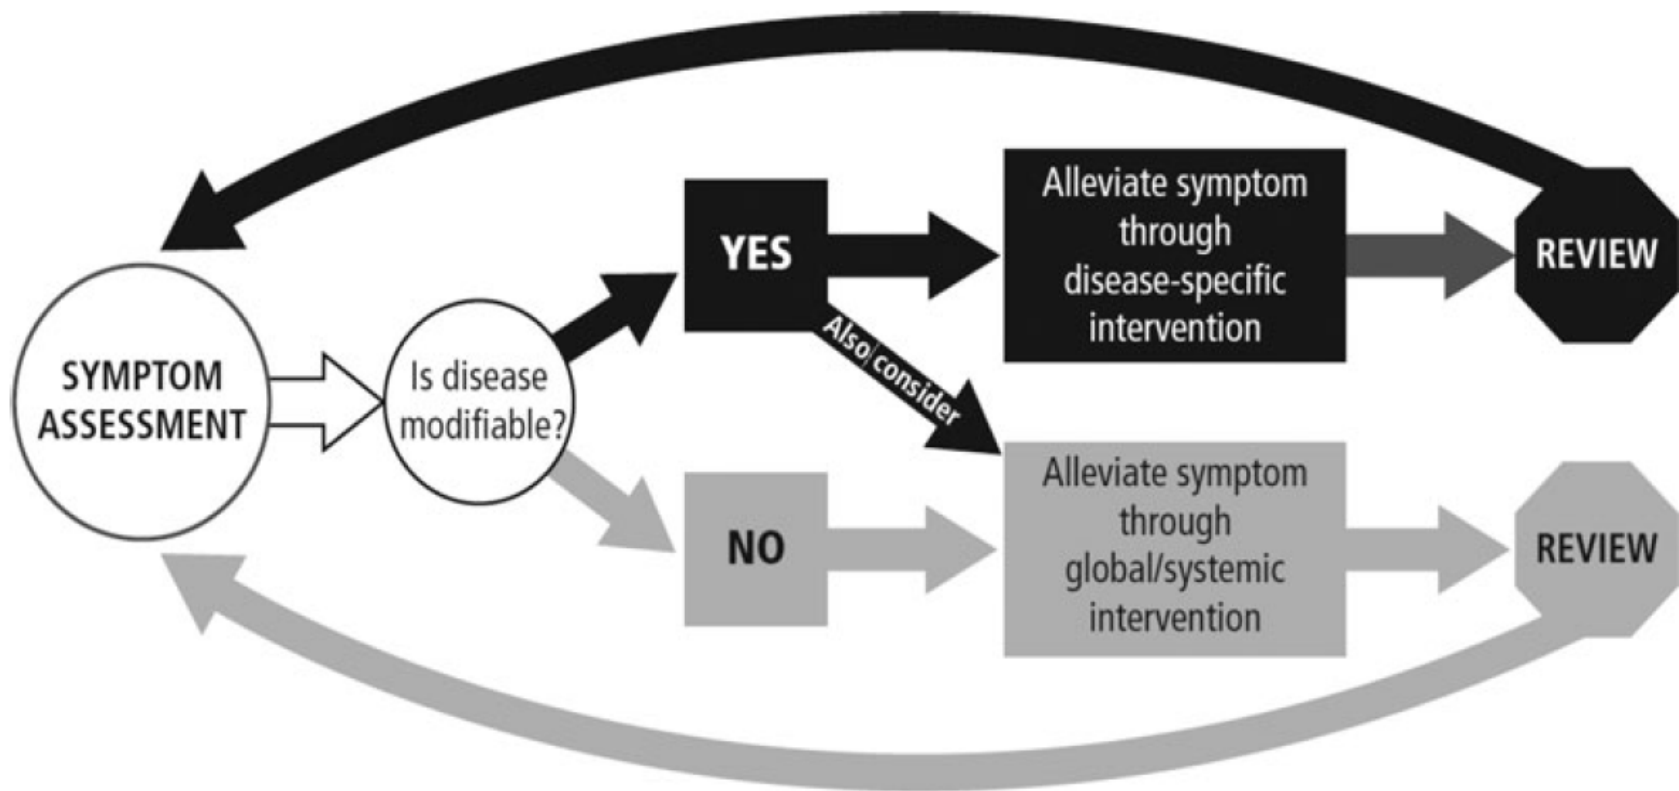 SYMPTOM
ASSESSMENT
Is disease
modifiable?
YES
Also consider
Alleviate symptom
through
disease-specific
intervention
REVIEW
NO
Alleviate symptom
through
global/systemic
intervention
REVIEW